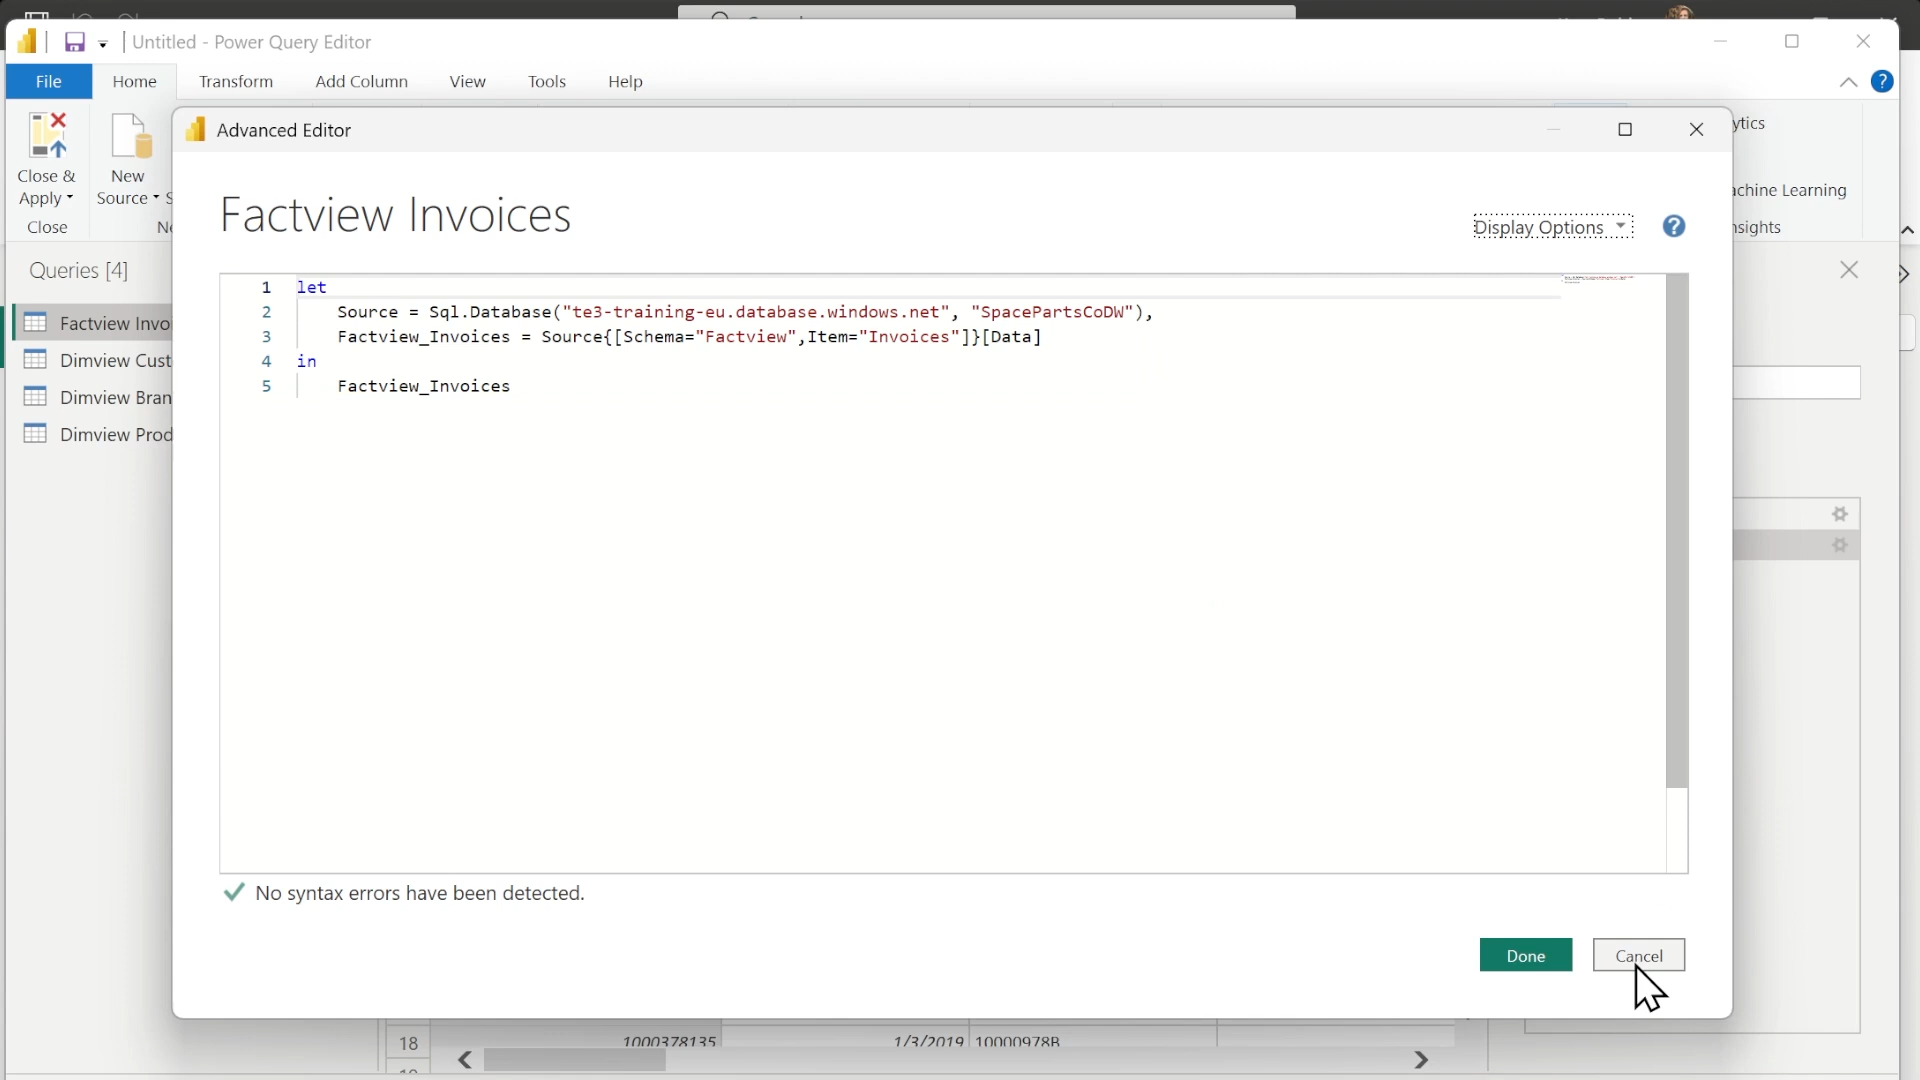 Untitled - Power Query Editor
File Home Transform Add Column View Tools Help
Close & Apply
New Source
Close
Advanced Editor
Factview Invoices
Display Options
Queries [4]
Factview Invo
Dimview Cust
Dimview Bran
Dimview Prod
1 let
2 Source = Sql.Database("te3-training-eu.database.windows.net", "SpacePartsCoDW"),
3 Factview_Invoices = Source{[Schema="Factview",Item="Invoices"]}[Data]
4 in
5 Factview_Invoices
ytics
achine Learning
nsights
No syntax errors have been detected.
Done Cancel
18 1000378135 1/3/2019 10000978B